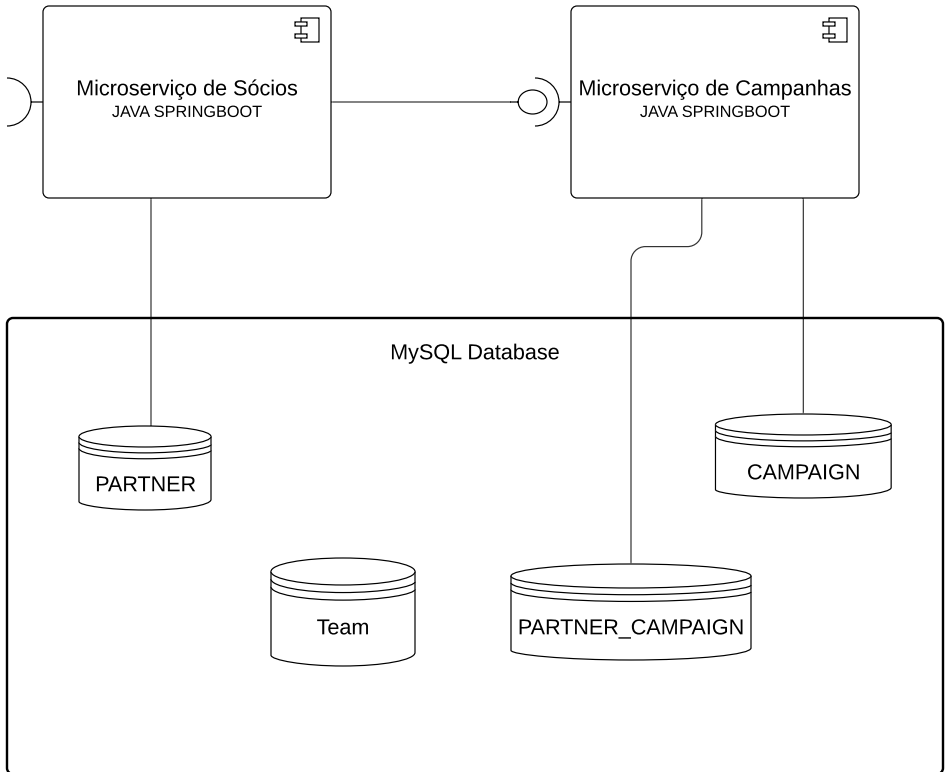 Microserviço de Sócios
JAVA SPRINGBOOT
Microserviço de Campanhas
JAVA SPRINGBOOT
MySQL Database
PARTNER
CAMPAIGN
Team
PARTNER_CAMPAIGN